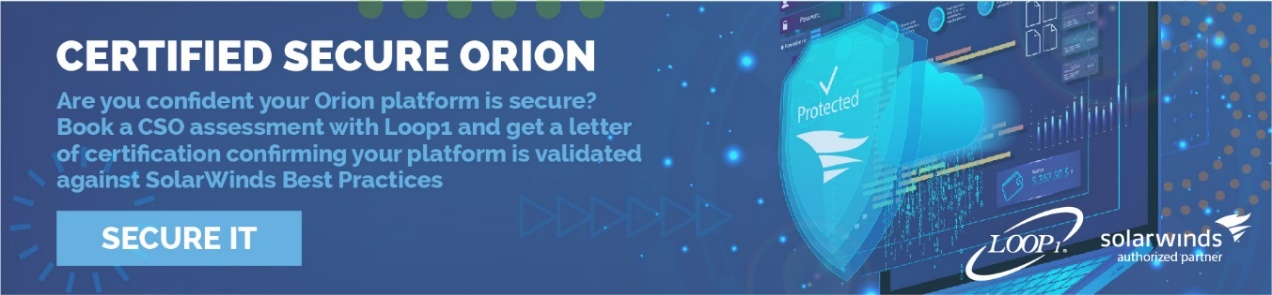 CERTIFIED SECURE ORION
Are you confident your Orion platform is secure?
Book a CSO assessment with Loop1 and get a letter
of certification confirming your platform is validated
against SolarWinds Best Practices
SECURE IT
Password
Protected
LOOP1®
solarwinds
authorized partner